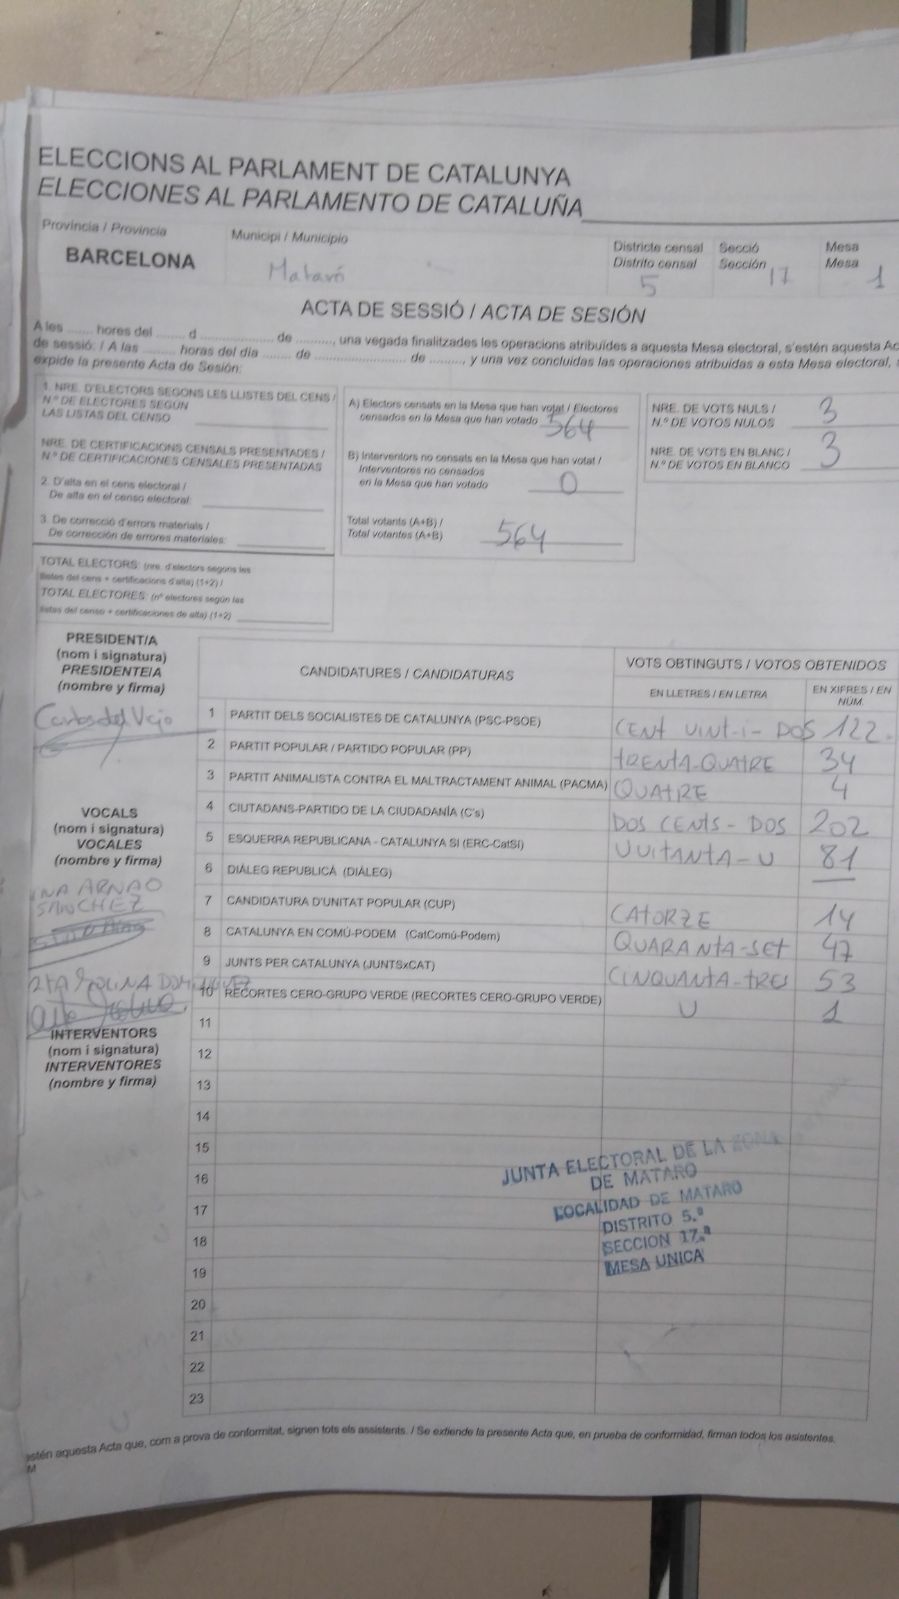 ELECCIONS AL PARLAMENT DE CATALUNYA
ELECCIONES AL PARLAMENTO DE CATALUÑA
Provincia / Provincia
BARCELONA
Municipi / Municipio
Mataró
Districte censal
Distrito censal
5
Secció
Sección 17
Mesa
Mesa 1
ACTA DE SESSIÓ / ACTA DE SESIÓN
A les ....... hores del ....... d ....................... de ........., una vegada finalitzades les operacions atribuïdes a aquesta Mesa electoral, s'estén aquesta Ac
de sessió: / A las ........ horas del día ....... de ...................... de ........, y una vez concluidas las operaciones atribuidas a esta Mesa electoral,
expide la presente Acta de Sesión:
1. NRE. D'ELECTORS SEGONS LES LLISTES DEL CENS /
N.º DE ELECTORES SEGÚN
LAS LISTAS DEL CENSO
NRE. DE CERTIFICACIONS CENSALS PRESENTADES /
N.º DE CERTIFICACIONES CENSALES PRESENTADAS
2. D'alta en el cens electoral /
De alta en el censo electoral:
3. De correcció d'errors materials /
De corrección de errores materiales:
TOTAL ELECTORS: (nre. d'electors segons les
llistes del cens + certificacions d'alta) (1+2) /
TOTAL ELECTORES: (nº electores según las
listas del censo + certificaciones de alta) (1+2)
A) Electors censats en la Mesa que han votat / Electores
censados en la Mesa que han votado 564
B) Interventors no censats en la Mesa que han votat /
Interventores no censados
en la Mesa que han votado 0
Total votants (A+B) /
Total votantes (A+B) 564
NRE. DE VOTS NULS /
N.º DE VOTOS NULOS 3
NRE. DE VOTS EN BLANC /
N.º DE VOTOS EN BLANCO 3
PRESIDENT/A
(nom i signatura)
PRESIDENTE/A
(nombre y firma)
Carlos del Viejo
VOCALS
(nom i signatura)
VOCALES
(nombre y firma)
ARNAO
SANCHEZ
MOLINA
INTERVENTORS
(nom i signatura)
INTERVENTORES
(nombre y firma)
CANDIDATURES / CANDIDATURAS
VOTS OBTINGUTS / VOTOS OBTENIDOS
EN LLETRES / EN LETRA
EN XIFRES / EN
NÚM.
1 PARTIT DELS SOCIALISTES DE CATALUNYA (PSC-PSOE) CENT VINT-I-DOS 122.
2 PARTIT POPULAR / PARTIDO POPULAR (PP) TRENTA-QUATRE 34
3 PARTIT ANIMALISTA CONTRA EL MALTRACTAMENT ANIMAL (PACMA) QUATRE 4
4 CIUTADANS-PARTIDO DE LA CIUDADANÍA (C's) DOS CENTS-DOS 202
5 ESQUERRA REPUBLICANA - CATALUNYA SI (ERC-CatSí) VUITANTA-U 81
6 DIÀLEG REPUBLICÀ (DIÀLEG) —
7 CANDIDATURA D'UNITAT POPULAR (CUP) CATORZE 14
8 CATALUNYA EN COMÚ-PODEM (CatComú-Podem) QUARANTA-SET 47
9 JUNTS PER CATALUNYA (JUNTSxCAT) CINQUANTA-TRES 53
10 RECORTES CERO-GRUPO VERDE (RECORTES CERO-GRUPO VERDE) U 1
11
12
13
14
15
16
17
18
19
20
21
22
23
JUNTA ELECTORAL DE LA ZONA
DE MATARO
LOCALIDAD DE MATARO
DISTRITO 5.ª
SECCION 17.ª
MESA UNICA
estén aquesta Acta que, com a prova de conformitat, signen tots els assistents. / Se extiende la presente Acta que, en prueba de conformidad, firman todos los asistentes.